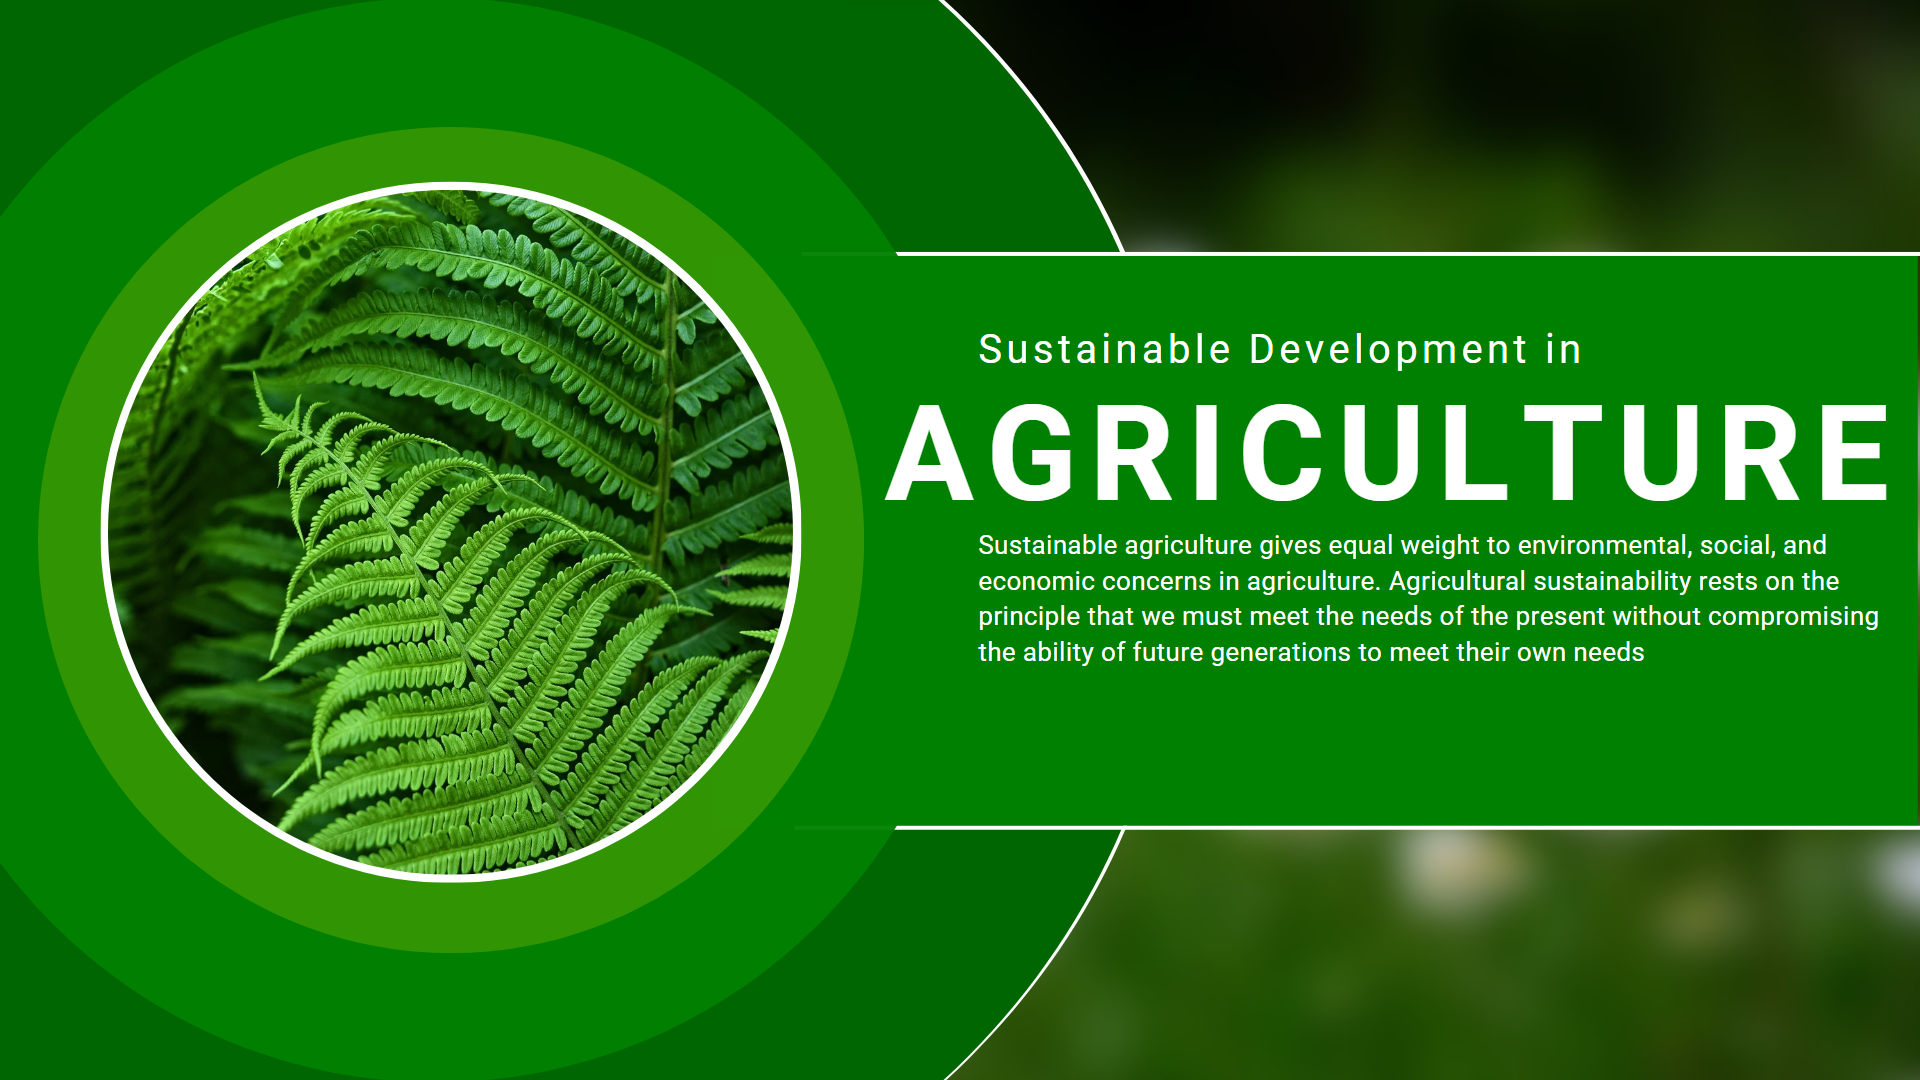 Sustainable Development in
AGRICULTURE
Sustainable agriculture gives equal weight to environmental, social, and
economic concerns in agriculture. Agricultural sustainability rests on the
principle that we must meet the needs of the present without compromising
the ability of future generations to meet their own needs